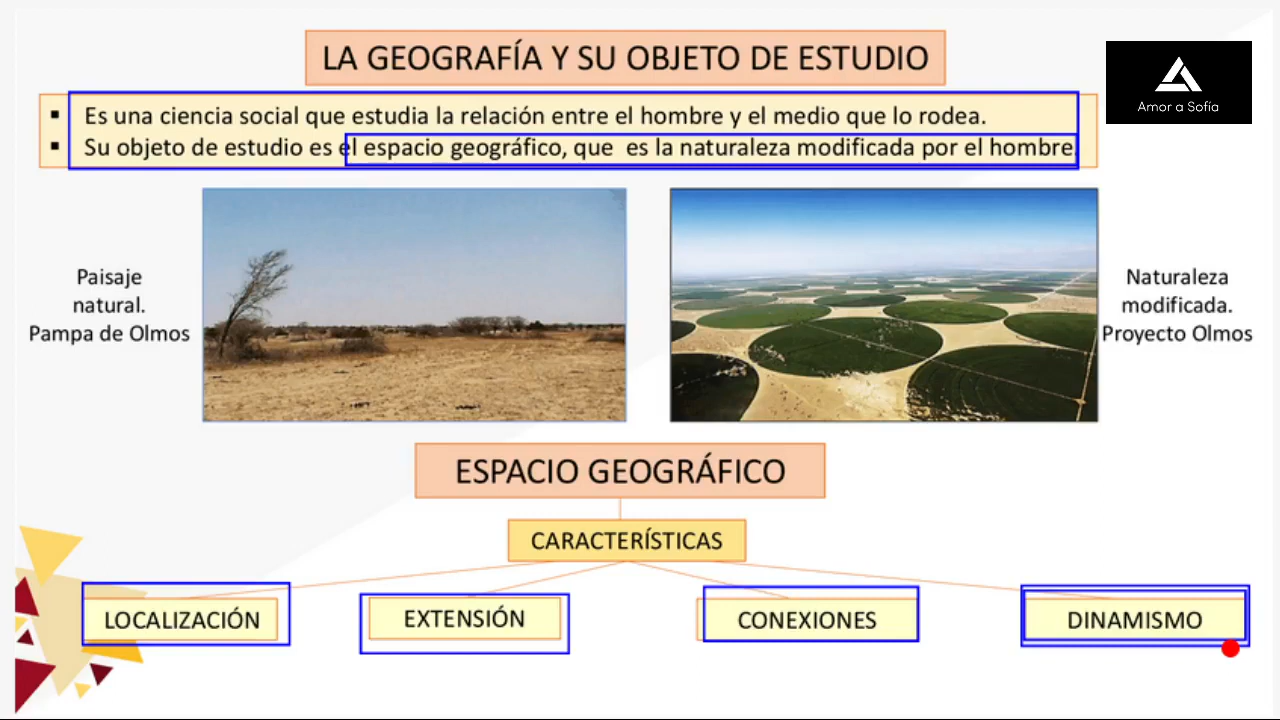 LA GEOGRAFÍA Y SU OBJETO DE ESTUDIO
Amor a Sofía
▪ Es una ciencia social que estudia la relación entre el hombre y el medio que lo rodea.
▪ Su objeto de estudio es el espacio geográfico, que es la naturaleza modificada por el hombre.
Paisaje
natural.
Pampa de Olmos
Naturaleza
modificada.
Proyecto Olmos
ESPACIO GEOGRÁFICO
CARACTERÍSTICAS
LOCALIZACIÓN
EXTENSIÓN
CONEXIONES
DINAMISMO